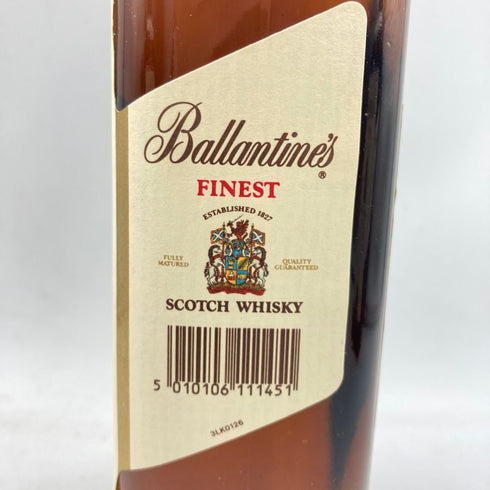 Ballantine's
®
FINEST
ESTABLISHED 1827
FULLY
MATURED
QUALITY
GUARANTEED
SCOTCH WHISKY
5 010106 111451
3LK0126